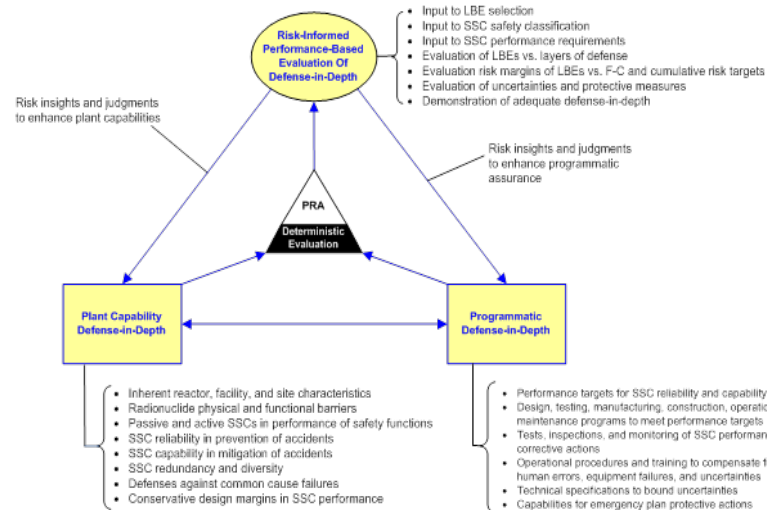 Risk-Informed
Performance-Based
Evaluation Of
Defense-in-Depth
• Input to LBE selection
• Input to SSC safety classification
• Input to SSC performance requirements
• Evaluation of LBEs vs. layers of defense
• Evaluation risk margins of LBEs vs. F-C and cumulative risk targets
• Evaluation of uncertainties and protective measures
• Demonstration of adequate defense-in-depth
Risk insights and judgments
to enhance plant capabilities
Risk insights and judgments
to enhance programmatic
assurance
PRA
Deterministic
Evaluation
Plant Capability
Defense-in-Depth
Programmatic
Defense-in-Depth
• Inherent reactor, facility, and site characteristics
• Radionuclide physical and functional barriers
• Passive and active SSCs in performance of safety functions
• SSC reliability in prevention of accidents
• SSC capability in mitigation of accidents
• SSC redundancy and diversity
• Defenses against common cause failures
• Conservative design margins in SSC performance
• Performance targets for SSC reliability and capability
• Design, testing, manufacturing, construction,
maintenance programs to meet performance targets
• Tests, inspections, and monitoring of SSC
corrective actions
• Operational procedures and training to compensate
human errors, equipment failures, and uncertainties
• Technical specifications to bound uncertainties
• Capabilities for emergency plan protective actions